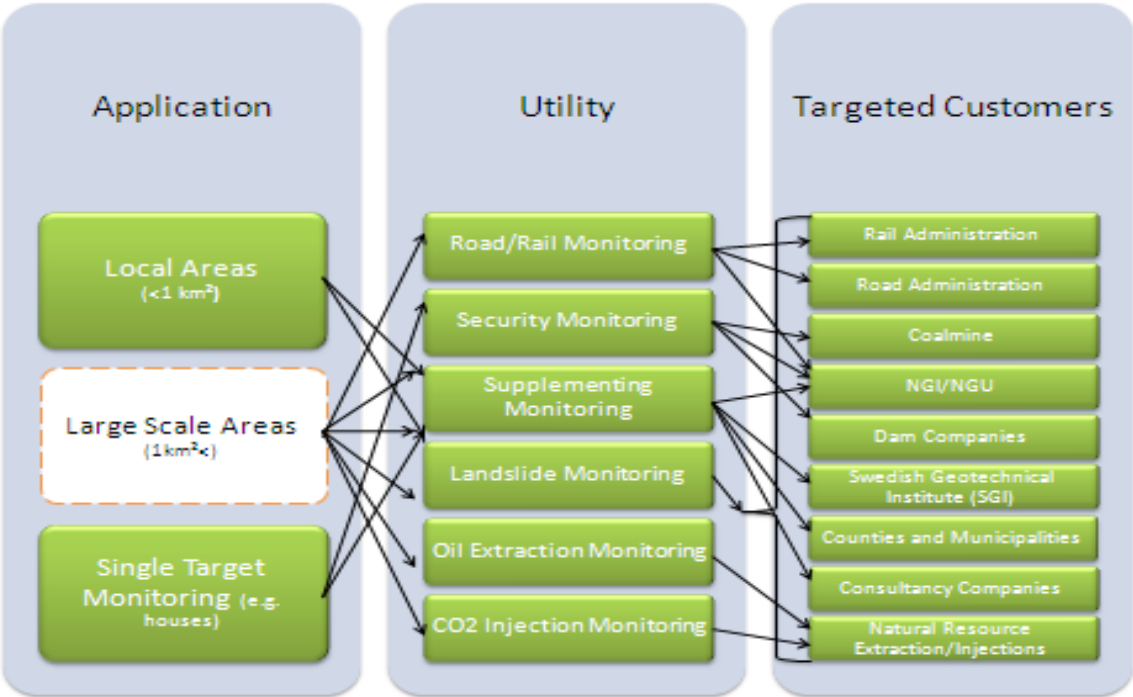 Application
Local Areas
(<1 km²)
Large Scale Areas
(1km²<)
Single Target
Monitoring (e.g.
houses)
Utility
Road/Rail Monitoring
Security Monitoring
Supplementing
Monitoring
Landslide Monitoring
Oil Extraction Monitoring
CO2 Injection Monitoring
Targeted Customers
Rail Administration
Road Administration
Coalmine
NGI/NGU
Dam Companies
Swedish Geotechnical
Institute (SGI)
Counties and Municipalities
Consultancy Companies
Natural Resource
Extraction/Injections